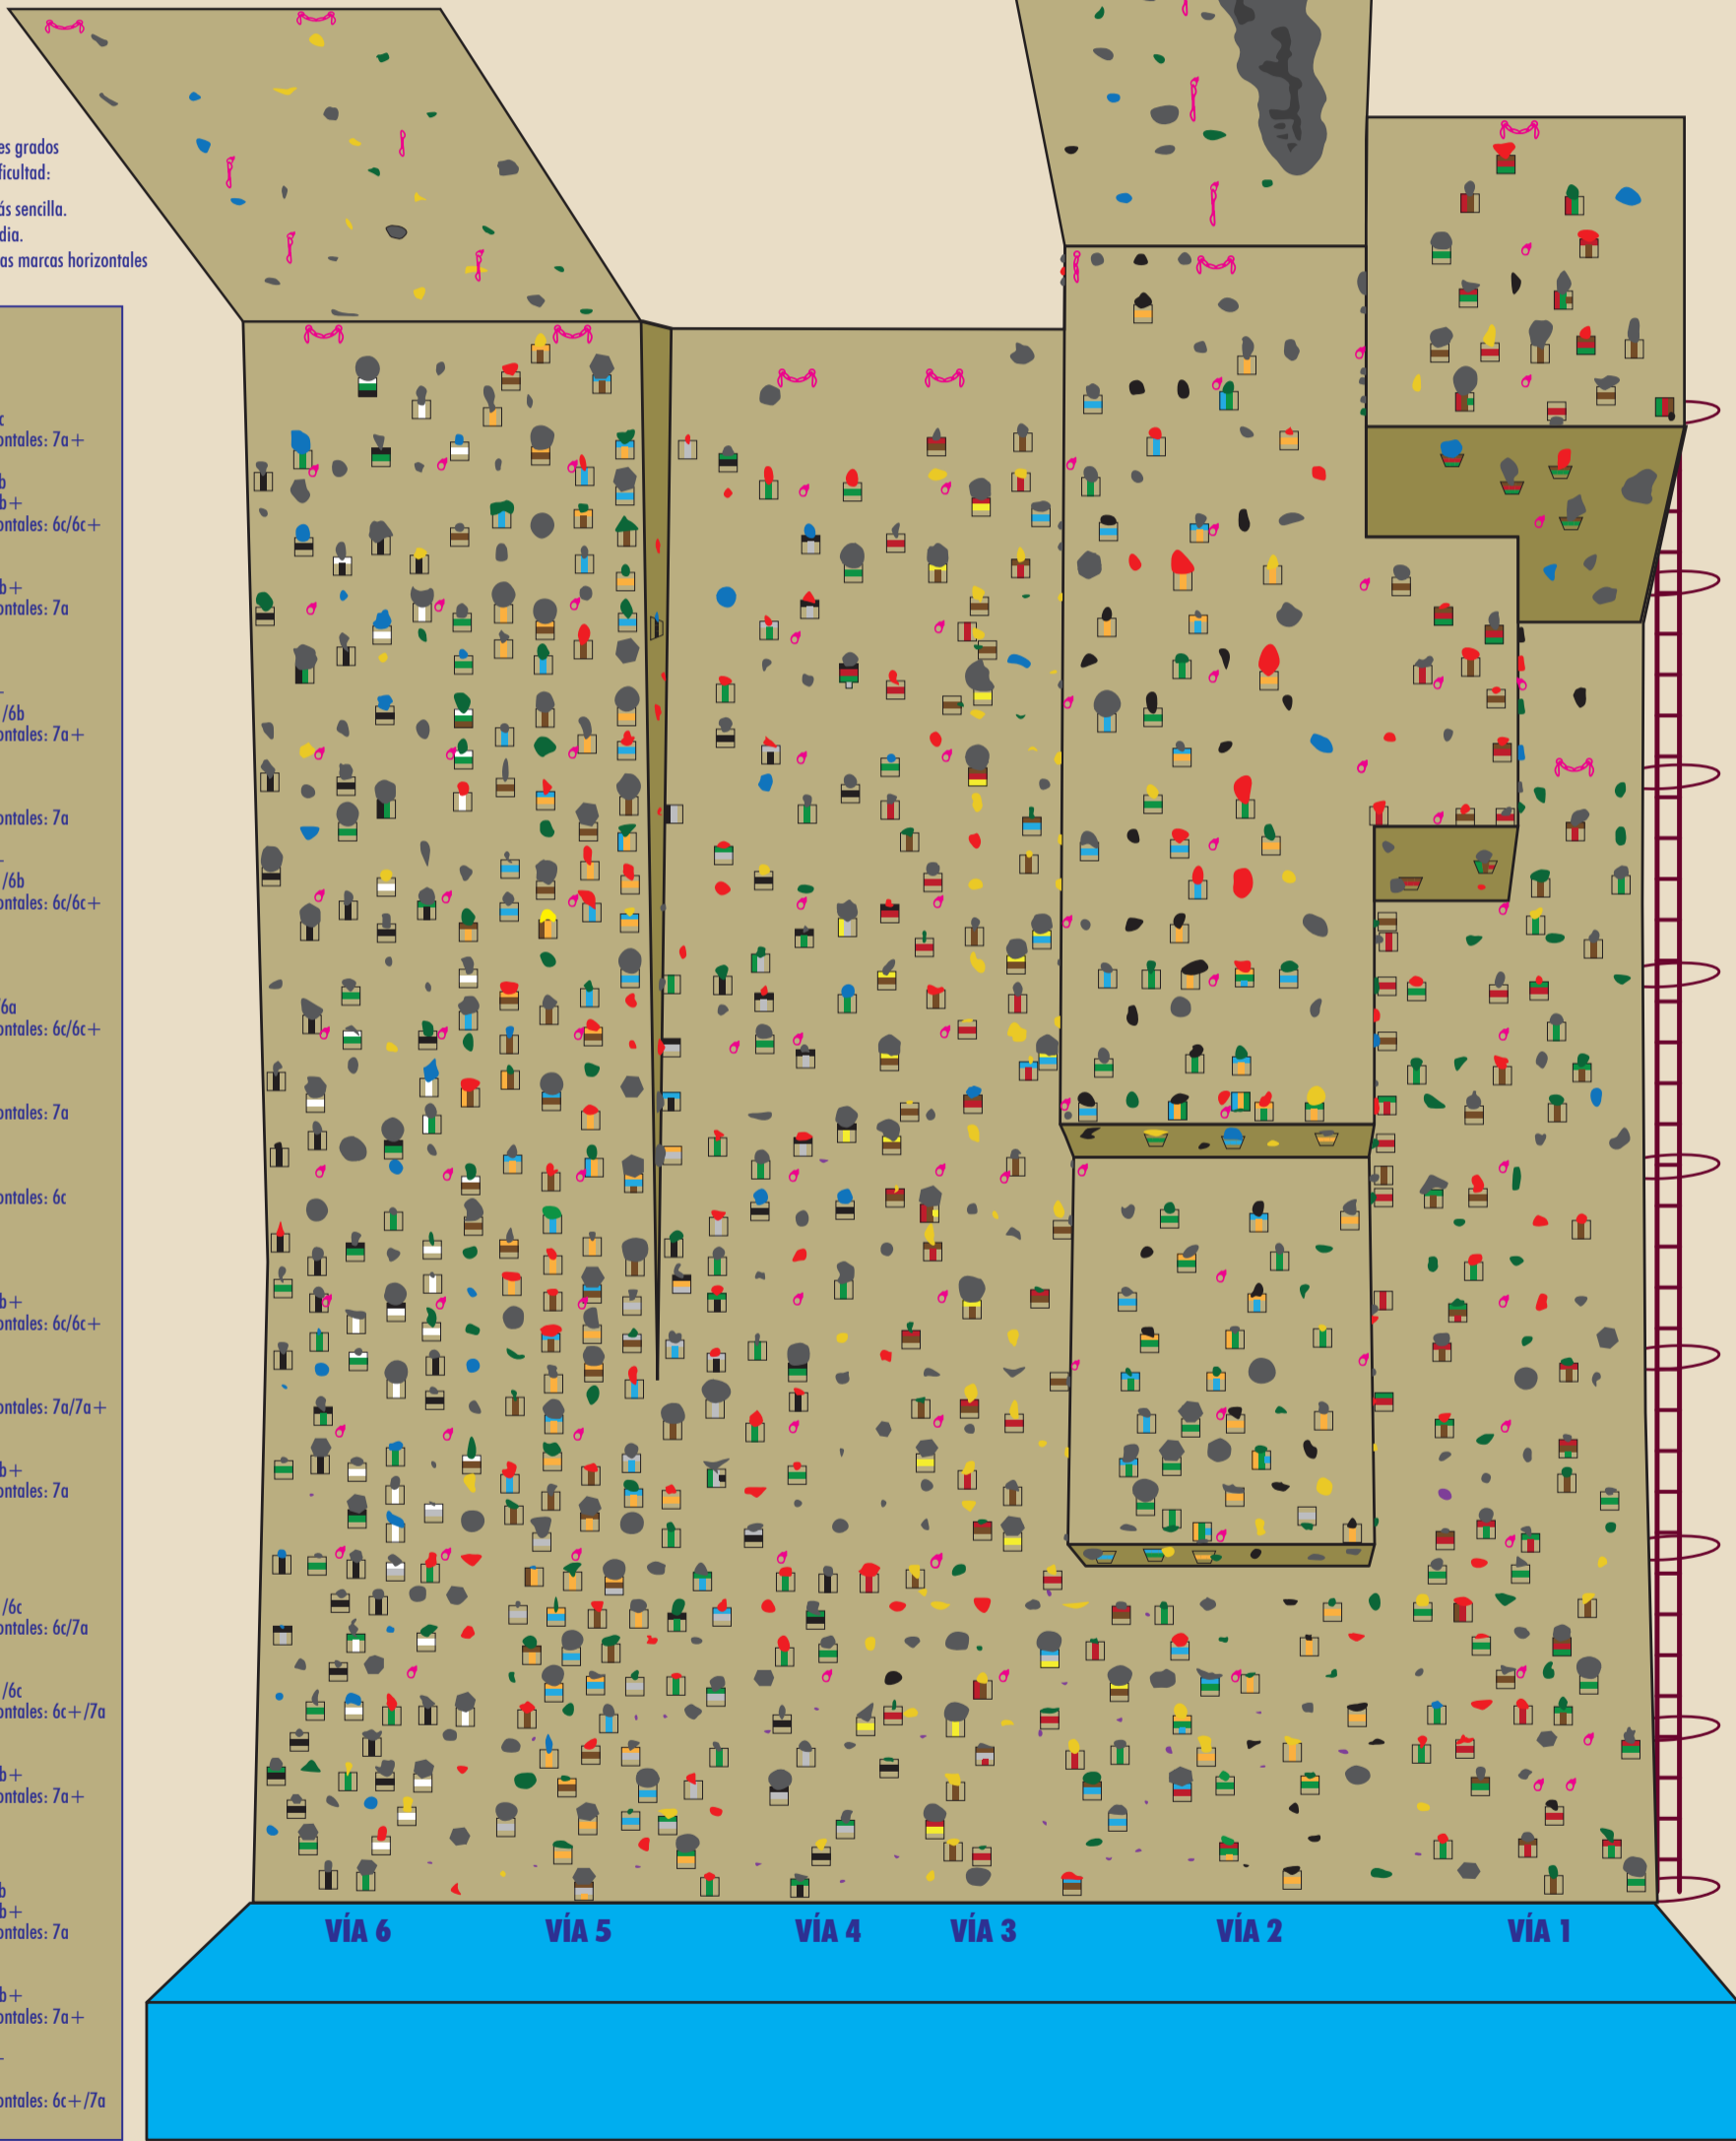 es grados
ficultad:
ás sencilla.
dia.
as marcas horizontales
c
ontales: 7a+
b
b+
ontales: 6c/6c+
b+
ontales: 7a
-
/6b
ontales: 7a+
ontales: 7a
-
/6b
ontales: 6c/6c+
/6a
ontales: 6c/6c+
ontales: 7a
ontales: 6c
b+
ontales: 6c/6c+
ontales: 7a/7a+
b+
ontales: 7a
/6c
ontales: 6c/7a
/6c
ontales: 6c+/7a
b+
ontales: 7a+
b
b+
ontales: 7a
b+
ontales: 7a+
-
ontales: 6c+/7a
VÍA 6 VÍA 5 VÍA 4 VÍA 3 VÍA 2 VÍA 1